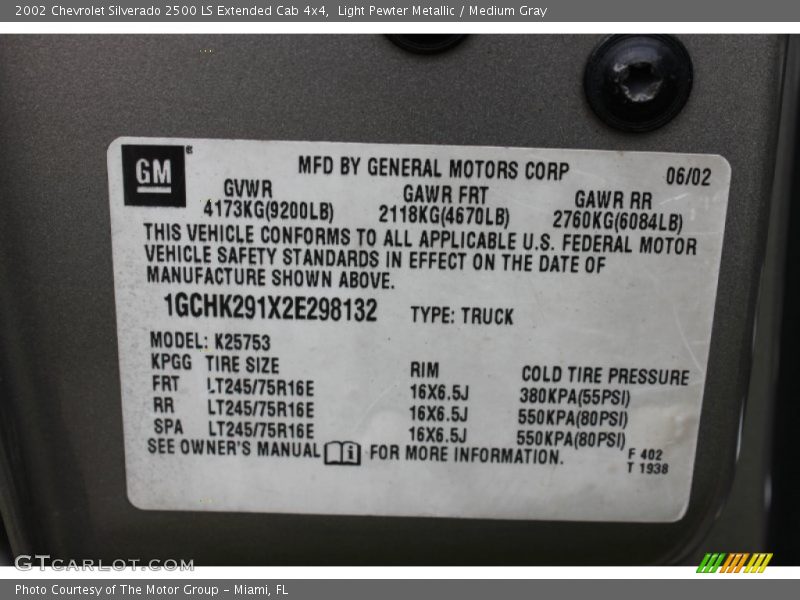 2002 Chevrolet Silverado 2500 LS Extended Cab 4x4,  Light Pewter Metallic / Medium Gray
GM®
MFD BY GENERAL MOTORS CORP 06/02
GVWR GAWR FRT GAWR RR
4173KG(9200LB) 2118KG(4670LB) 2760KG(6084LB)
THIS VEHICLE CONFORMS TO ALL APPLICABLE U.S. FEDERAL MOTOR
VEHICLE SAFETY STANDARDS IN EFFECT ON THE DATE OF
MANUFACTURE SHOWN ABOVE.
1GCHK291X2E298132 TYPE: TRUCK
MODEL: K25753
KPGG TIRE SIZE RIM COLD TIRE PRESSURE
FRT LT245/75R16E 16X6.5J 380KPA(55PSI)
RR LT245/75R16E 16X6.5J 550KPA(80PSI)
SPA LT245/75R16E 16X6.5J 550KPA(80PSI)
SEE OWNER'S MANUAL i FOR MORE INFORMATION. F 402
T 1938
GTCARLOT.COM
Photo Courtesy of The Motor Group - Miami, FL